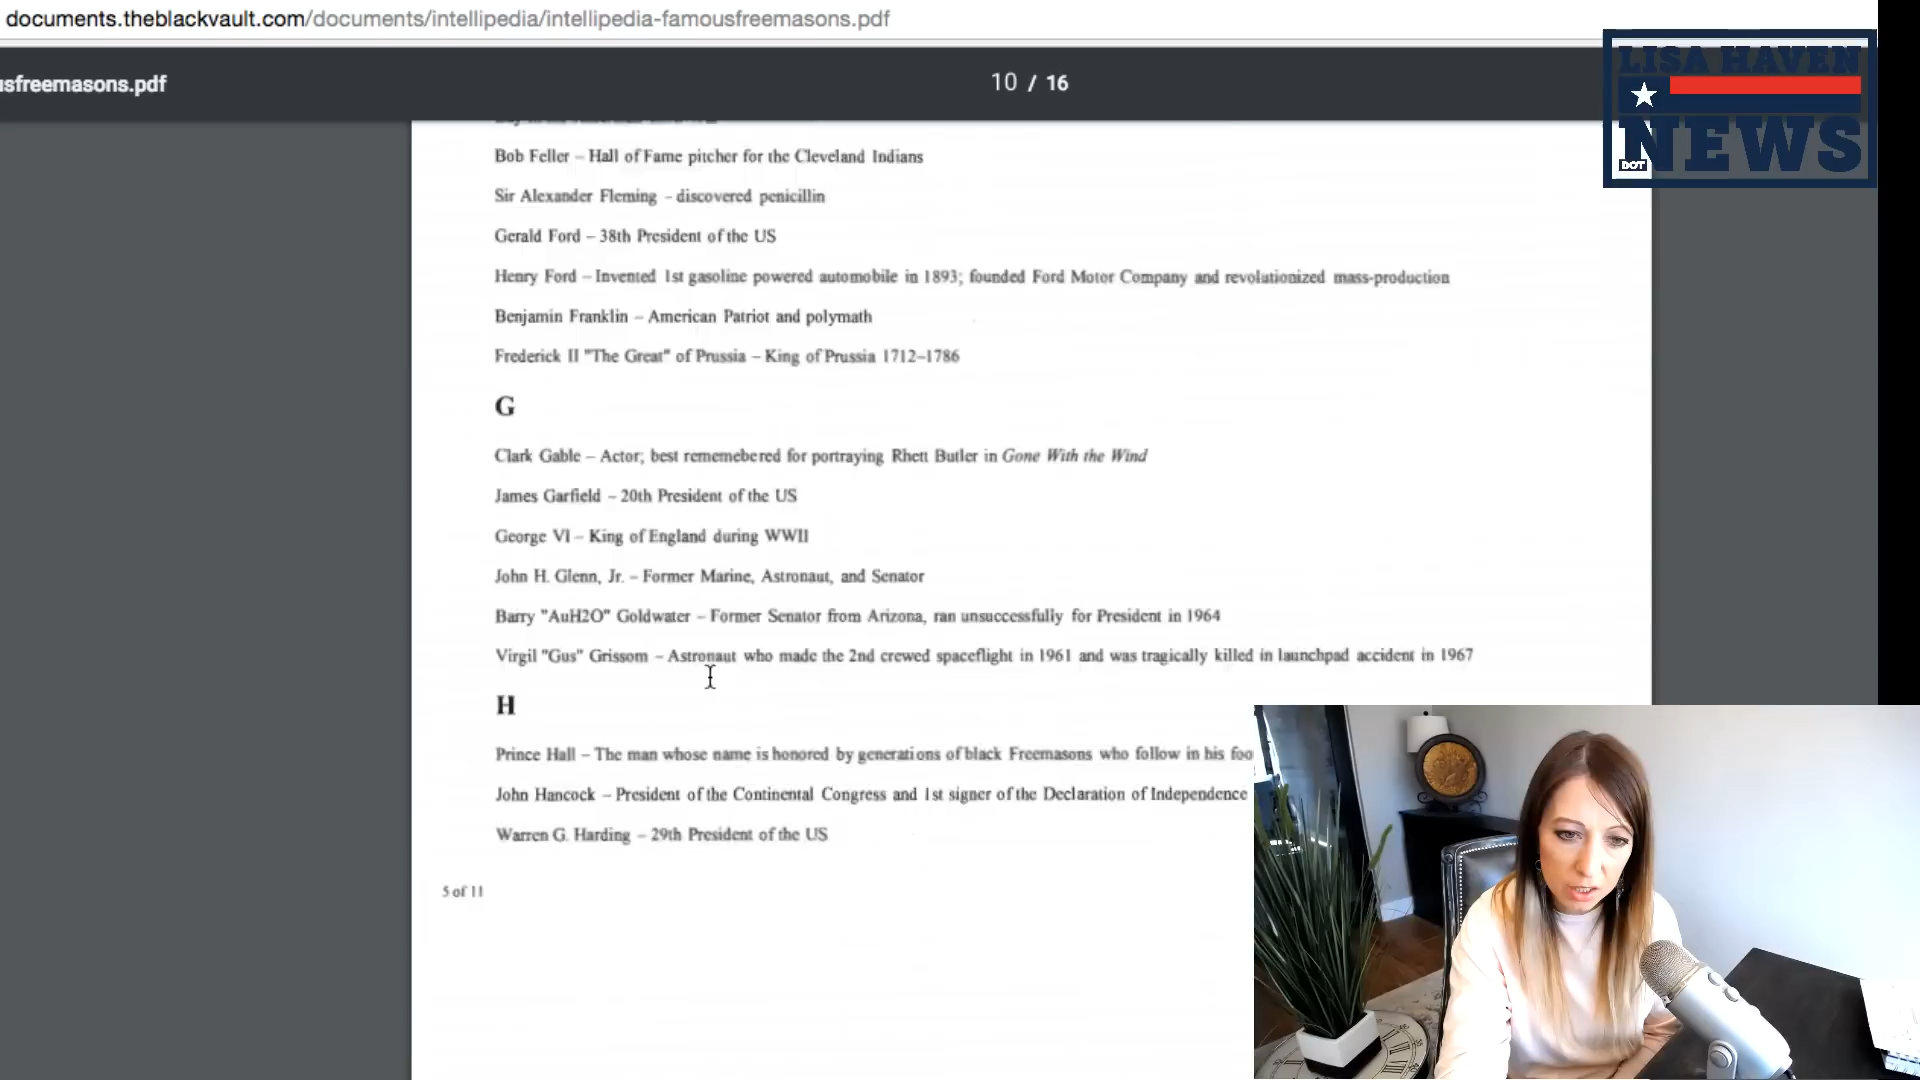 documents.theblackvault.com/documents/intellipedia/intellipedia-famousfreemasons.pdf
LISA HAVEN
DOT NEWS
usfreemasons.pdf
10 / 16
Bob Feller – Hall of Fame pitcher for the Cleveland Indians
Sir Alexander Fleming – discovered penicillin
Gerald Ford – 38th President of the US
Henry Ford – Invented 1st gasoline powered automobile in 1893; founded Ford Motor Company and revolutionized mass-production
Benjamin Franklin – American Patriot and polymath
Frederick II "The Great" of Prussia – King of Prussia 1712–1786
G
Clark Gable – Actor; best rememebered for portraying Rhett Butler in Gone With the Wind
James Garfield – 20th President of the US
George VI – King of England during WWII
John H. Glenn, Jr. – Former Marine, Astronaut, and Senator
Barry "AuH2O" Goldwater – Former Senator from Arizona, ran unsuccessfully for President in 1964
Virgil "Gus" Grissom – Astronaut who made the 2nd crewed spaceflight in 1961 and was tragically killed in launchpad accident in 1967
H
Prince Hall – The man whose name is honored by generations of black Freemasons who follow in his foo
John Hancock – President of the Continental Congress and 1st signer of the Declaration of Independence
Warren G. Harding – 29th President of the US
5 of 11